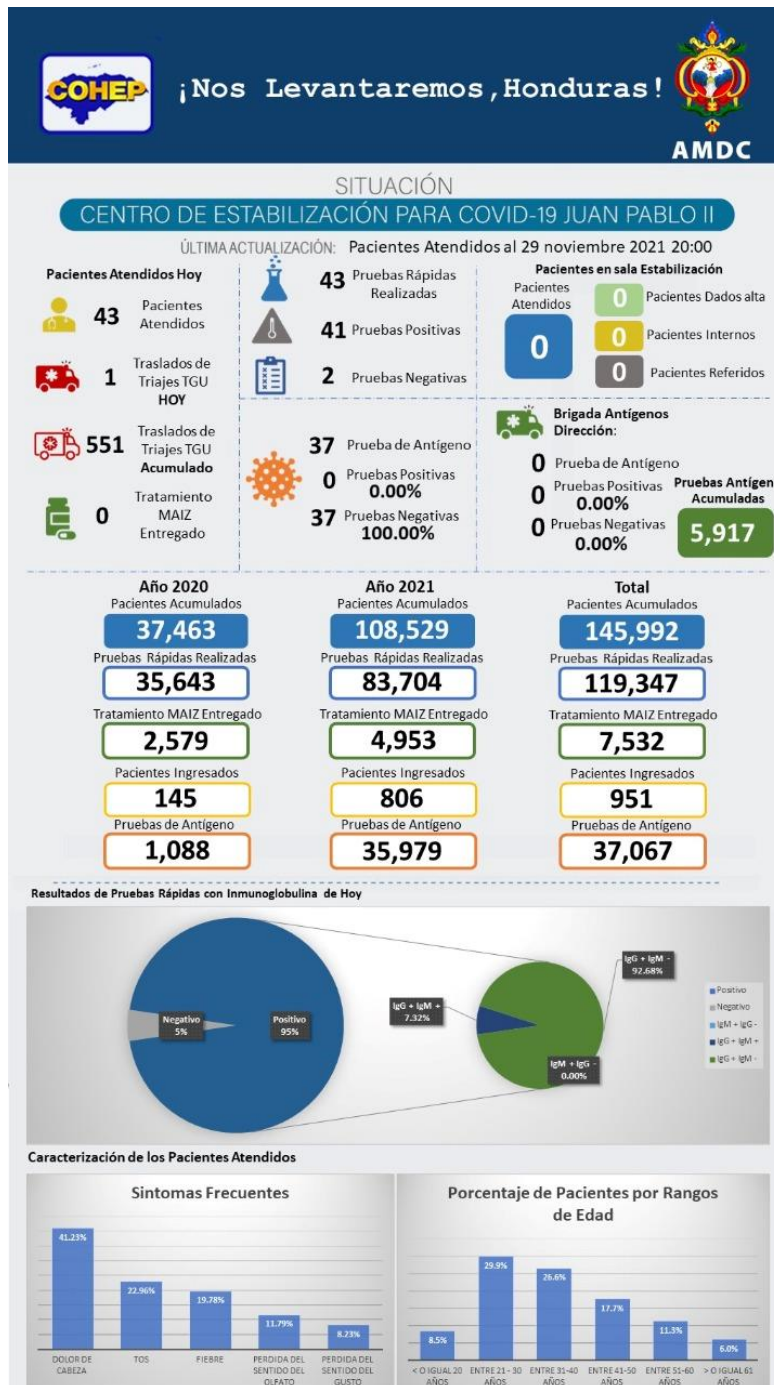 COHEP
¡Nos Levantaremos,Honduras!
AMDC
SITUACIÓN
CENTRO DE ESTABILIZACIÓN PARA COVID-19 JUAN PABLO II
ÚLTIMA ACTUALIZACIÓN: Pacientes Atendidos al 29 noviembre 2021 20:00
Pacientes Atendidos Hoy
43 Pacientes
Atendidos
1 Traslados de
Triajes TGU
HOY
551 Traslados de
Triajes TGU
Acumulado
0 Tratamiento
MAIZ
Entregado
43 Pruebas Rápidas
Realizadas
41 Pruebas Positivas
2 Pruebas Negativas
37 Prueba de Antígeno
0 Pruebas Positivas
0.00%
37 Pruebas Negativas
100.00%
Pacientes en sala Estabilización
Pacientes
Atendidos
0
0 Pacientes Dados alta
0 Pacientes Internos
0 Pacientes Referidos
Brigada Antígenos
Dirección:
0 Prueba de Antígeno
0 Pruebas Positivas
0.00%
0 Pruebas Negativas
0.00%
Pruebas Antígen
Acumuladas
5,917
Año 2020
Pacientes Acumulados
37,463
Pruebas Rápidas Realizadas
35,643
Tratamiento MAIZ Entregado
2,579
Pacientes Ingresados
145
Pruebas de Antígeno
1,088
Año 2021
Pacientes Acumulados
108,529
Pruebas Rápidas Realizadas
83,704
Tratamiento MAIZ Entregado
4,953
Pacientes Ingresados
806
Pruebas de Antígeno
35,979
Total
Pacientes Acumulados
145,992
Pruebas Rápidas Realizadas
119,347
Tratamiento MAIZ Entregado
7,532
Pacientes Ingresados
951
Pruebas de Antígeno
37,067
Resultados de Pruebas Rápidas con Inmunoglobulina de Hoy
Negativo
5%
Positivo
95%
IgG + IgM +
7.32%
IgG + IgM -
92.68%
IgM + IgG -
0.00%
Positivo
Negativo
IgM + IgG -
IgG + IgM +
IgG + IgM -
Caracterización de los Pacientes Atendidos
Sintomas Frecuentes
41.23%
22.96%
19.78%
11.79%
8.23%
DOLOR DE
CABEZA
TOS
FIEBRE
PERDIDA DEL
SENTIDO DEL
OLFATO
PERDIDA DEL
SENTIDO DEL
GUSTO
Porcentaje de Pacientes por Rangos
de Edad
8.5%
29.9%
26.6%
17.7%
11.3%
6.0%
< O IGUAL 20
AÑOS
ENTRE 21 - 30
AÑOS
ENTRE 31-40
AÑOS
ENTRE 41-50
AÑOS
ENTRE 51-60
AÑOS
> O IGUAL 61
AÑOS